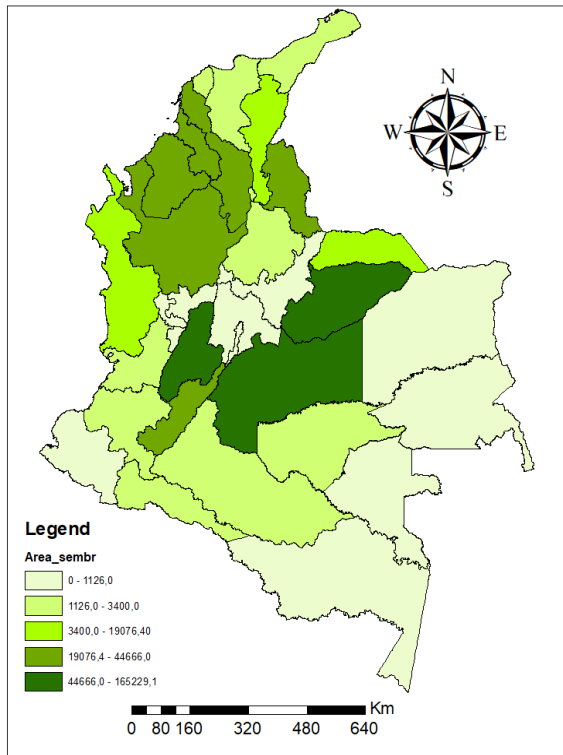 N
W E
S
Legend
Area_sembr
0 - 1126,0
1126,0 - 3400,0
3400,0 - 19076,40
19076,4 - 44666,0
44666,0 - 165229,1
Km
0 80 160 320 480 640